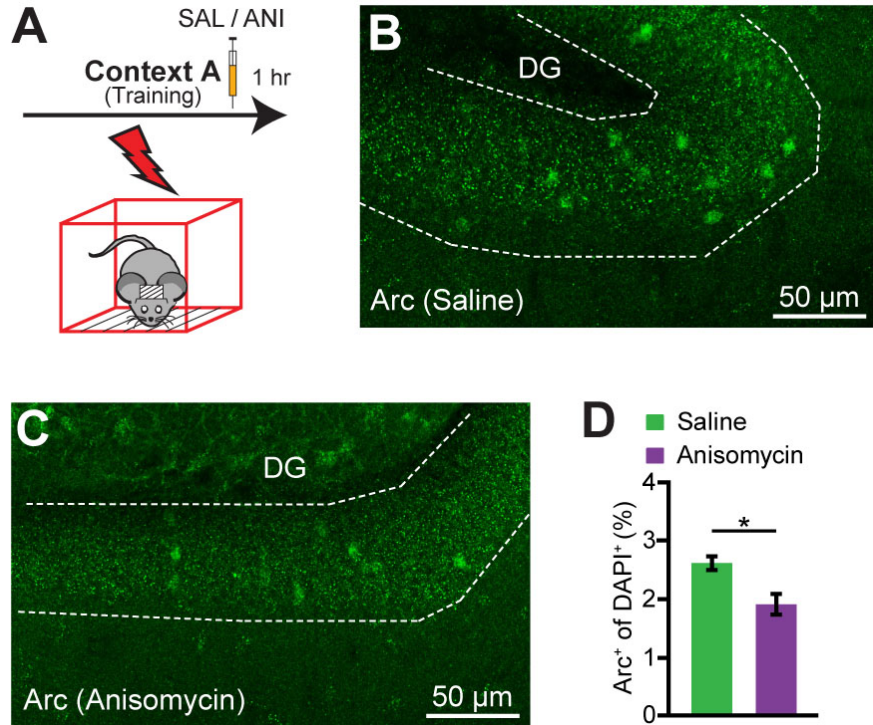 A
SAL / ANI
Context A
(Training)
1 hr
B
DG
Arc (Saline)
50 µm
C
DG
Arc (Anisomycin)
50 µm
D
Saline
Anisomycin
Arc⁺ of DAPI⁺ (%)
4
3
2
1
0
*